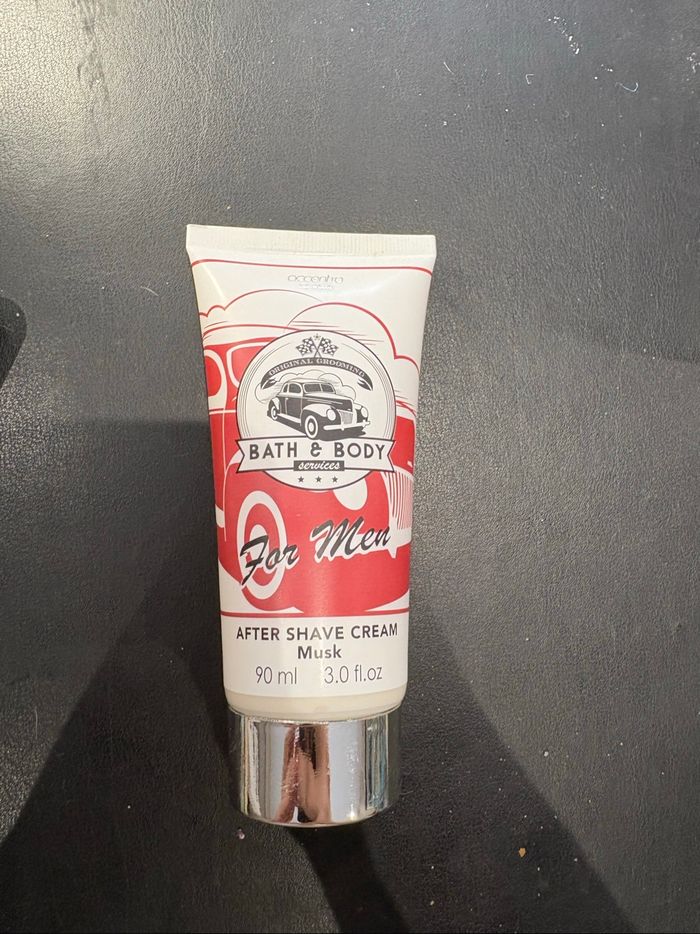 accentra
ORIGINAL GROOMING
BATH & BODY
services
For Men
AFTER SHAVE CREAM
Musk
90 ml 3.0 fl.oz